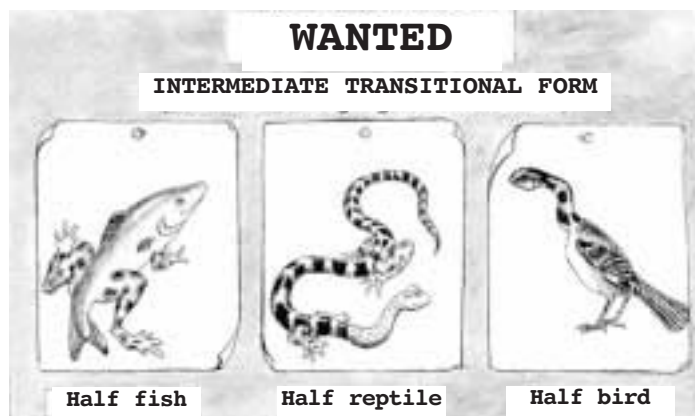 WANTED
INTERMEDIATE TRANSITIONAL FORM
Half fish Half reptile Half bird